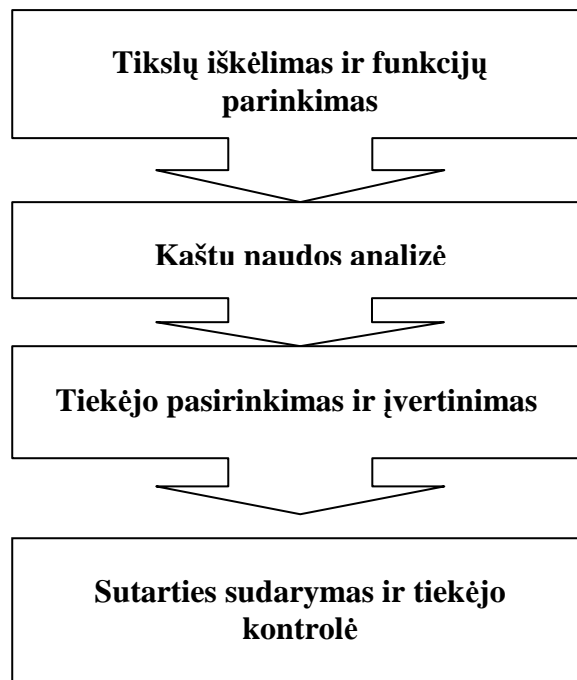 Tikslų iškėlimas ir funkcijų
parinkimas
Kaštu naudos analizė
Tiekėjo pasirinkimas ir įvertinimas
Sutarties sudarymas ir tiekėjo
kontrolė